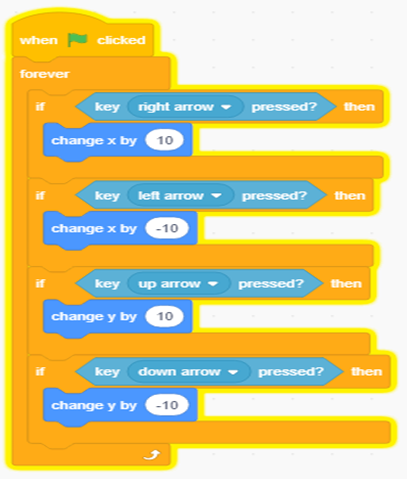 when clicked
forever
if key right arrow pressed? then
change x by 10
if key left arrow pressed? then
change x by -10
if key up arrow pressed? then
change y by 10
if key down arrow pressed? then
change y by -10